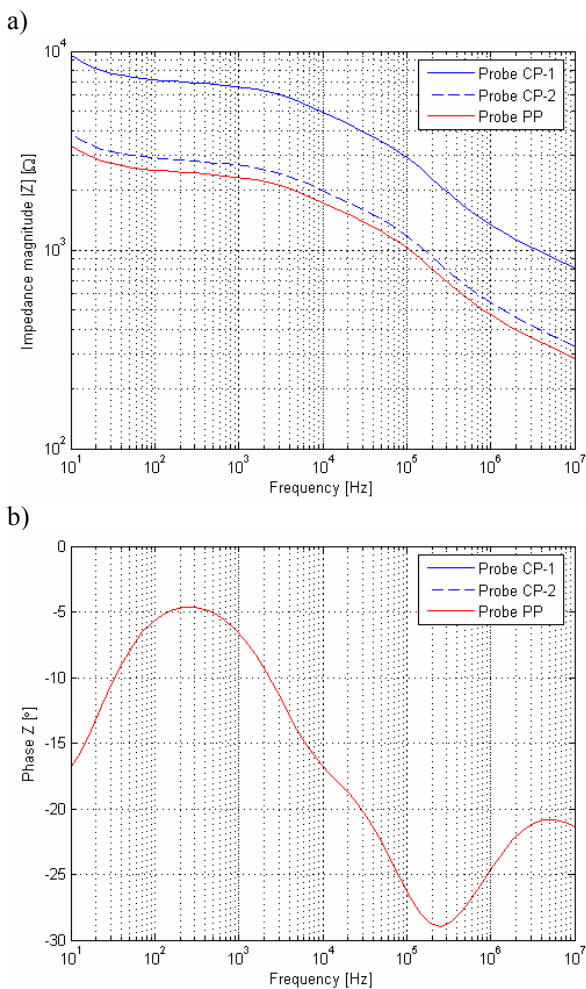 a)
10^4
10^3
10^2
Impedance magnitude |Z| [Ω]
Probe CP-1
Probe CP-2
Probe PP
10^1 10^2 10^3 10^4 10^5 10^6 10^7
Frequency [Hz]
b)
0
-5
-10
-15
-20
-25
-30
Phase Z [º]
Probe CP-1
Probe CP-2
Probe PP
10^1 10^2 10^3 10^4 10^5 10^6 10^7
Frequency [Hz]